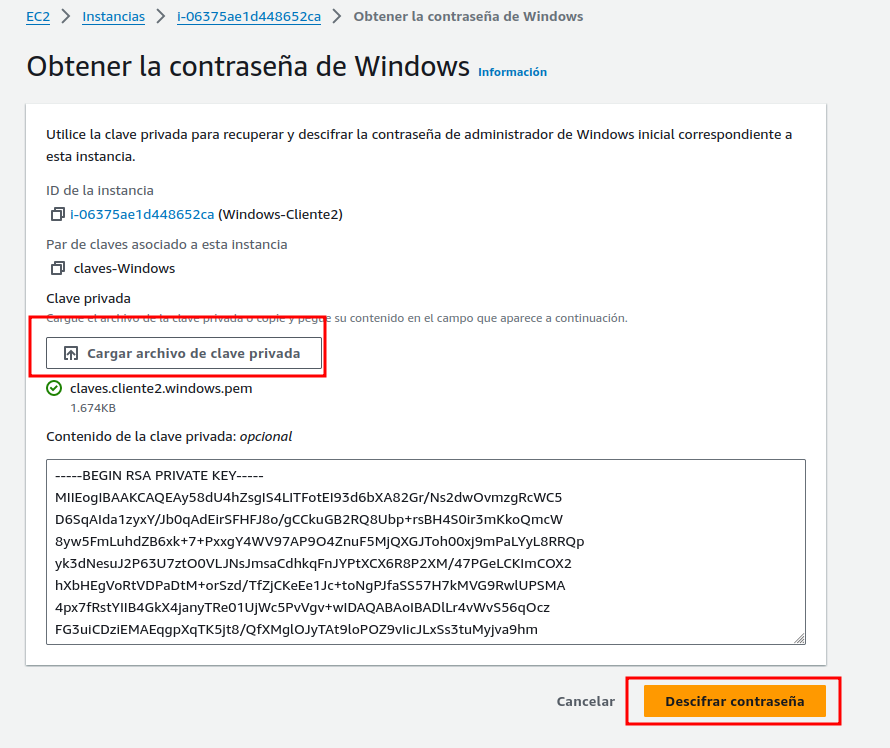 EC2 > Instancias > i-06375ae1d448652ca > Obtener la contraseña de Windows
Obtener la contraseña de Windows Información
Utilice la clave privada para recuperar y descifrar la contraseña de administrador de Windows inicial correspondiente a
esta instancia.
ID de la instancia
i-06375ae1d448652ca (Windows-Cliente2)
Par de claves asociado a esta instancia
claves-Windows
Clave privada
Cargue el archivo de la clave privada o copie y pegue su contenido en el campo que aparece a continuación.
Cargar archivo de clave privada
claves.cliente2.windows.pem
1.674KB
Contenido de la clave privada: opcional
-----BEGIN RSA PRIVATE KEY-----
MIIEogIBAAKCAQEAy58dU4hZsgIS4LITFotEI93d6bXA82Gr/Ns2dwOvmzgRcWC5
D6SqAIda1zyxY/Jb0qAdEirSFHFJ8o/gCCkuGB2RQ8Ubp+rsBH4S0ir3mKkoQmcW
8yw5FmLuhdZB6xk+7+PxxgY4WV97AP9O4ZnuF5MjQXGJToh00xj9mPaLYyL8RRQp
yk3dNesuJ2P63U7ztO0VLJNsJmsaCdhkqFnJYPtXCX6R8P2XM/47PGeLCKImCOX2
hXbHEgVoRtVDPaDtM+orSzd/TfZjCKeEe1Jc+toNgPJfaSS57H7kMVG9RwlUPSMA
4px7fRstYIIB4GkX4janyTRe01UjWc5PvVgv+wIDAQABAoIBADlLr4vWvS56qOcz
FG3uiCDziEMAEqgpXqTK5jt8/QfXMglOJyTAt9loPOZ9vIicJLxSs3tuMyjva9hm
Cancelar
Descifrar contraseña